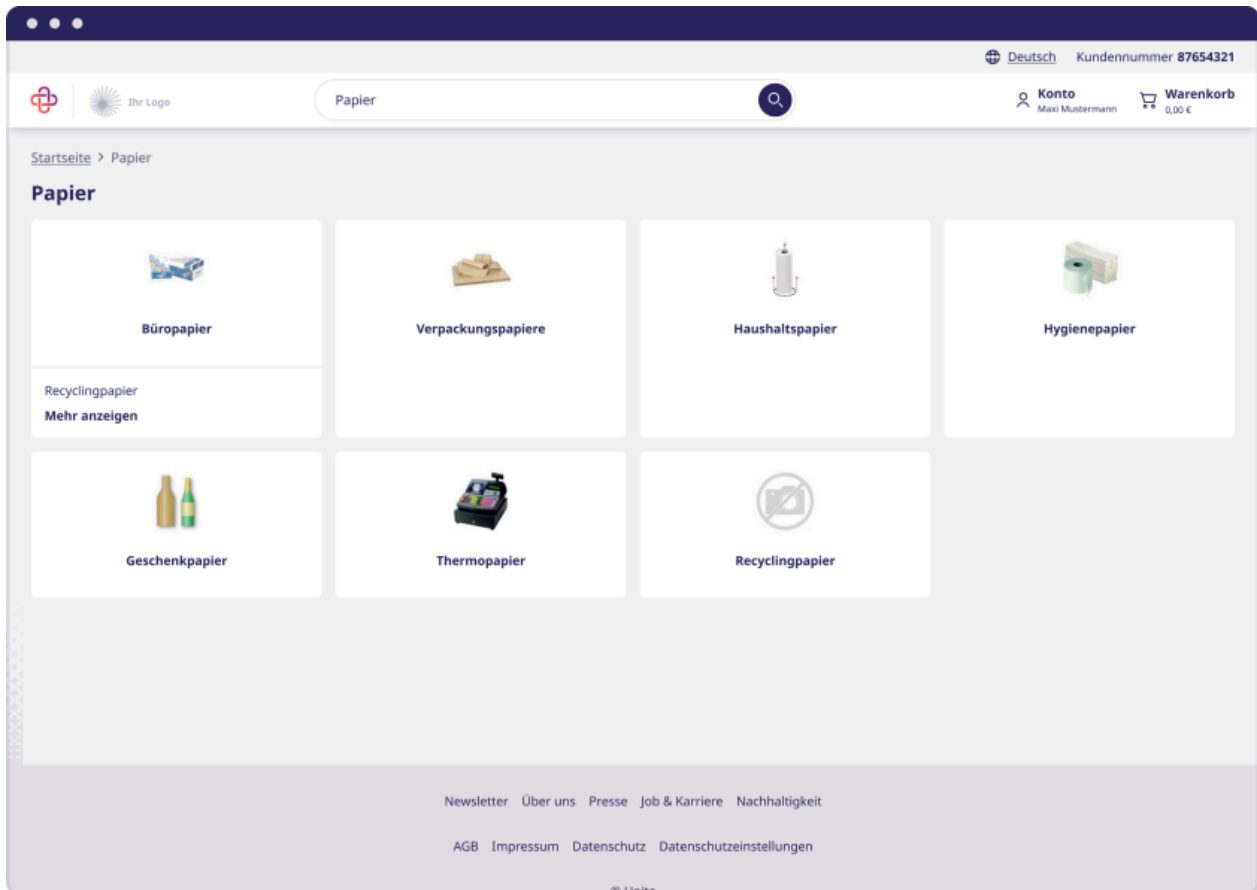 Deutsch Kundennummer 87654321
Ihr Logo
Papier
Konto
Maxi Mustermann
Warenkorb
0,00 €
Startseite > Papier
Papier
Büropapier
Verpackungspapiere
Haushaltspapier
Hygienepapier
Recyclingpapier
Mehr anzeigen
Geschenkpapier
Thermopapier
Recyclingpapier
Newsletter Über uns Presse Job & Karriere Nachhaltigkeit
AGB Impressum Datenschutz Datenschutzeinstellungen